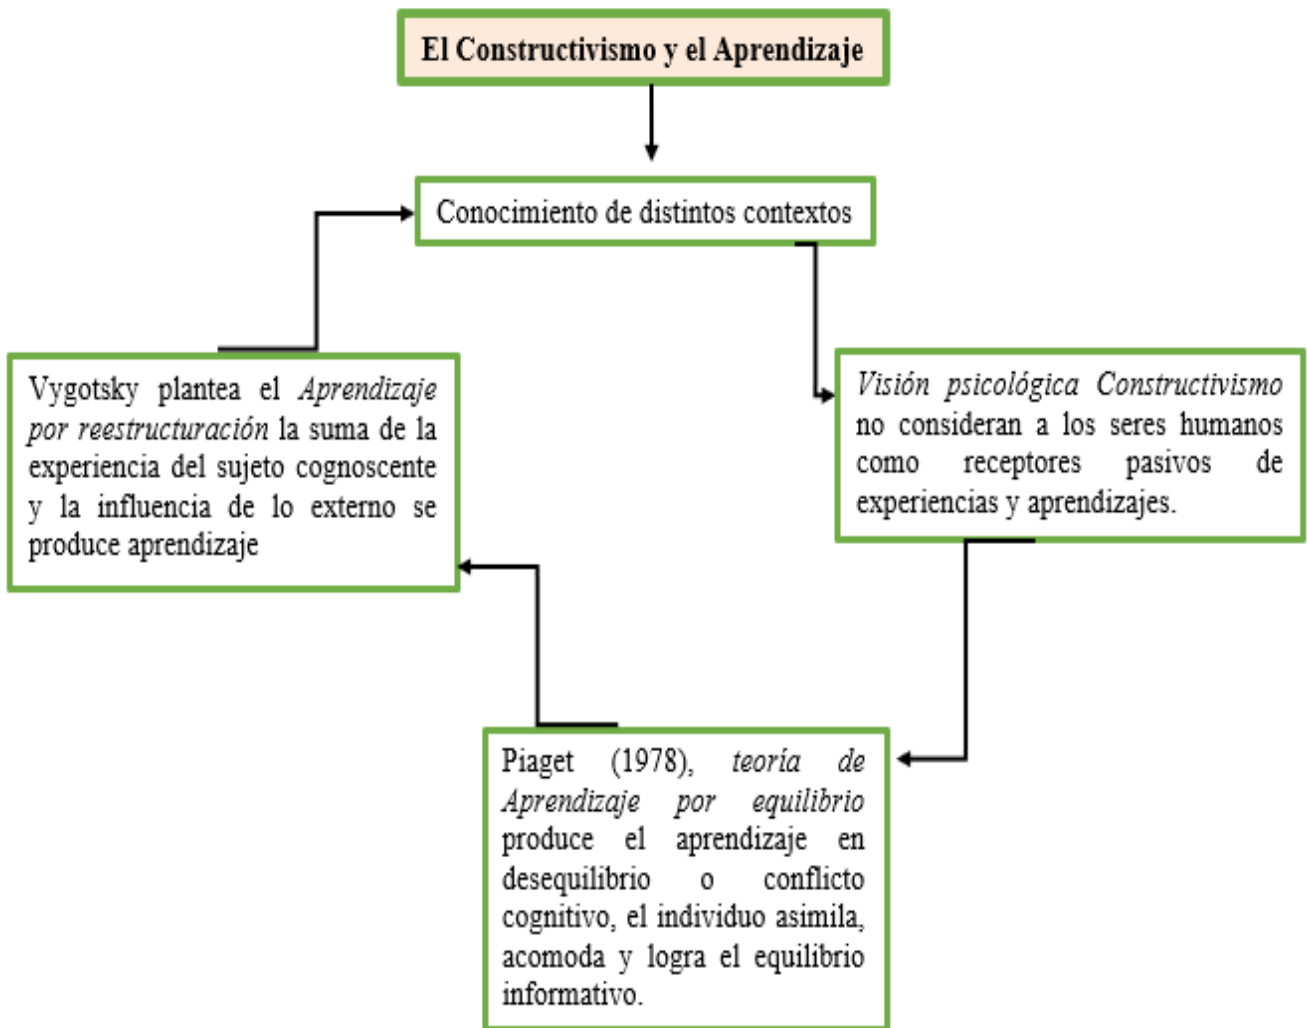 El Constructivismo y el Aprendizaje
Conocimiento de distintos contextos
Visión psicológica Constructivismo
no consideran a los seres humanos
como receptores pasivos de
experiencias y aprendizajes.
Piaget (1978), teoría de
Aprendizaje por equilibrio
produce el aprendizaje en
desequilibrio o conflicto
cognitivo, el individuo asimila,
acomoda y logra el equilibrio
informativo.
Vygotsky plantea el Aprendizaje
por reestructuración la suma de la
experiencia del sujeto cognoscente
y la influencia de lo externo se
produce aprendizaje